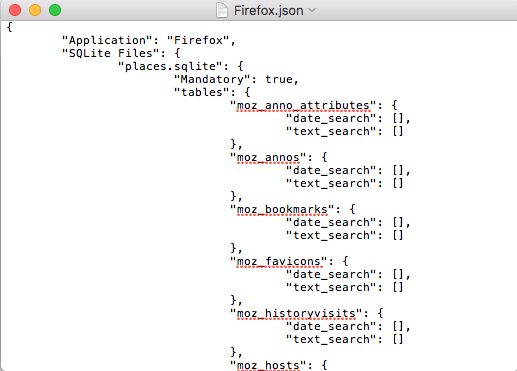 Firefox.json
{
"Application": "Firefox",
"SQLite Files": {
"places.sqlite": {
"Mandatory": true,
"tables": {
"moz_anno_attributes": {
"date_search": [],
"text_search": []
},
"moz_annos": {
"date_search": [],
"text_search": []
},
"moz_bookmarks": {
"date_search": [],
"text_search": []
},
"moz_favicons": {
"date_search": [],
"text_search": []
},
"moz_historyvisits": {
"date_search": [],
"text_search": []
},
"moz_hosts": {